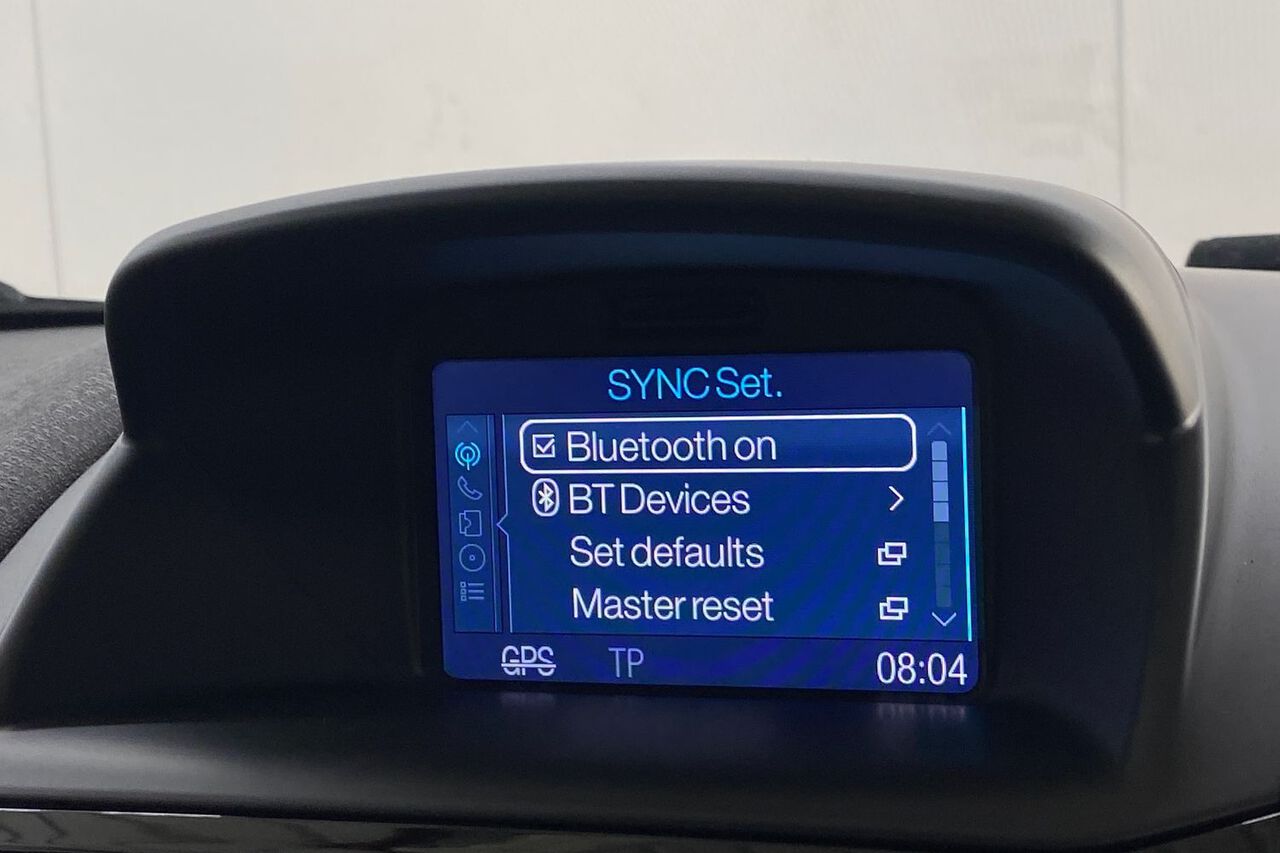 SYNC Set.
Bluetooth on
BT Devices
Set defaults
Master reset
GPS TP 08:04